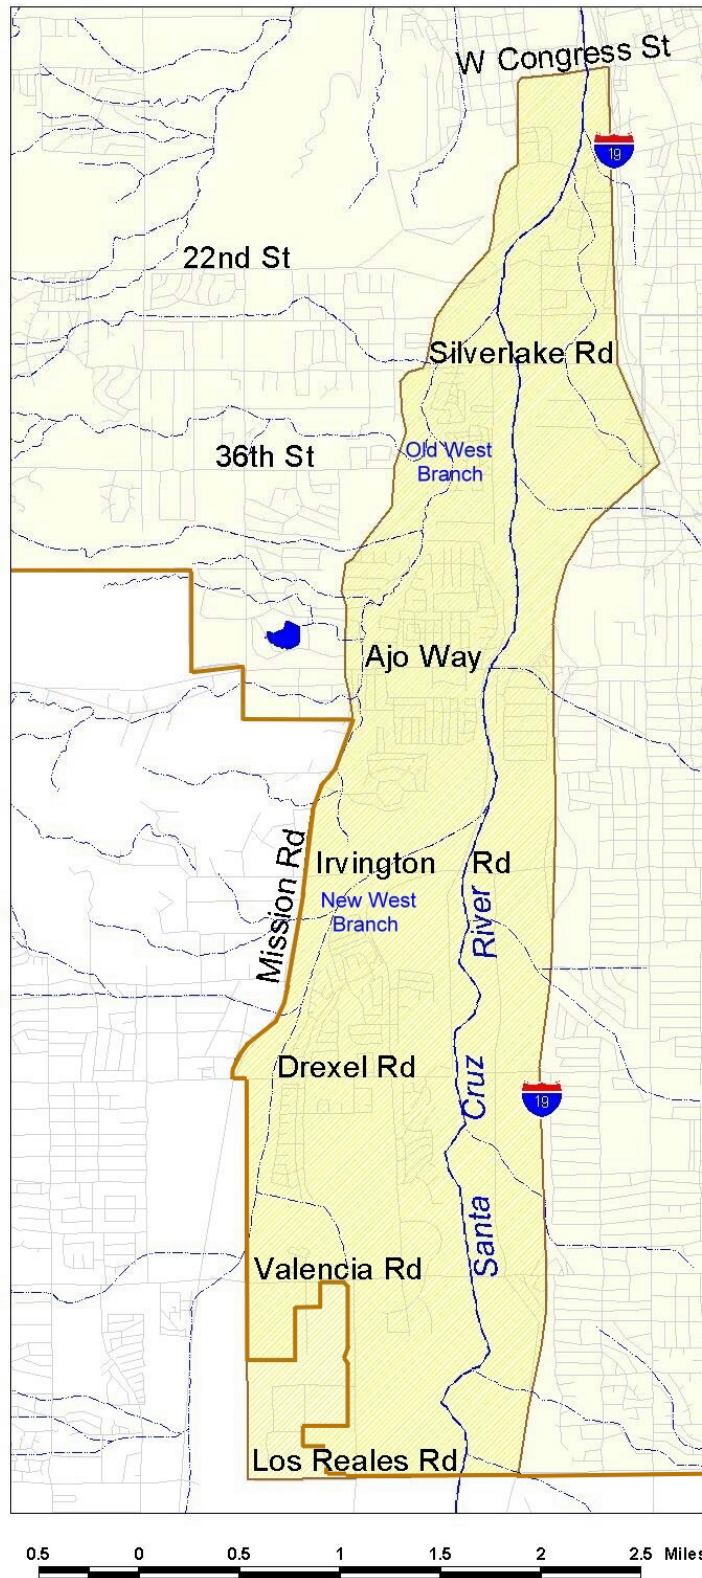 W Congress St
19
22nd St
Silverlake Rd
36th St
Old West
Branch
Ajo Way
Mission Rd
Irvington Rd
New West
Branch
Santa Cruz River
Drexel Rd
19
Valencia Rd
Los Reales Rd
0.5 0 0.5 1 1.5 2 2.5 Miles